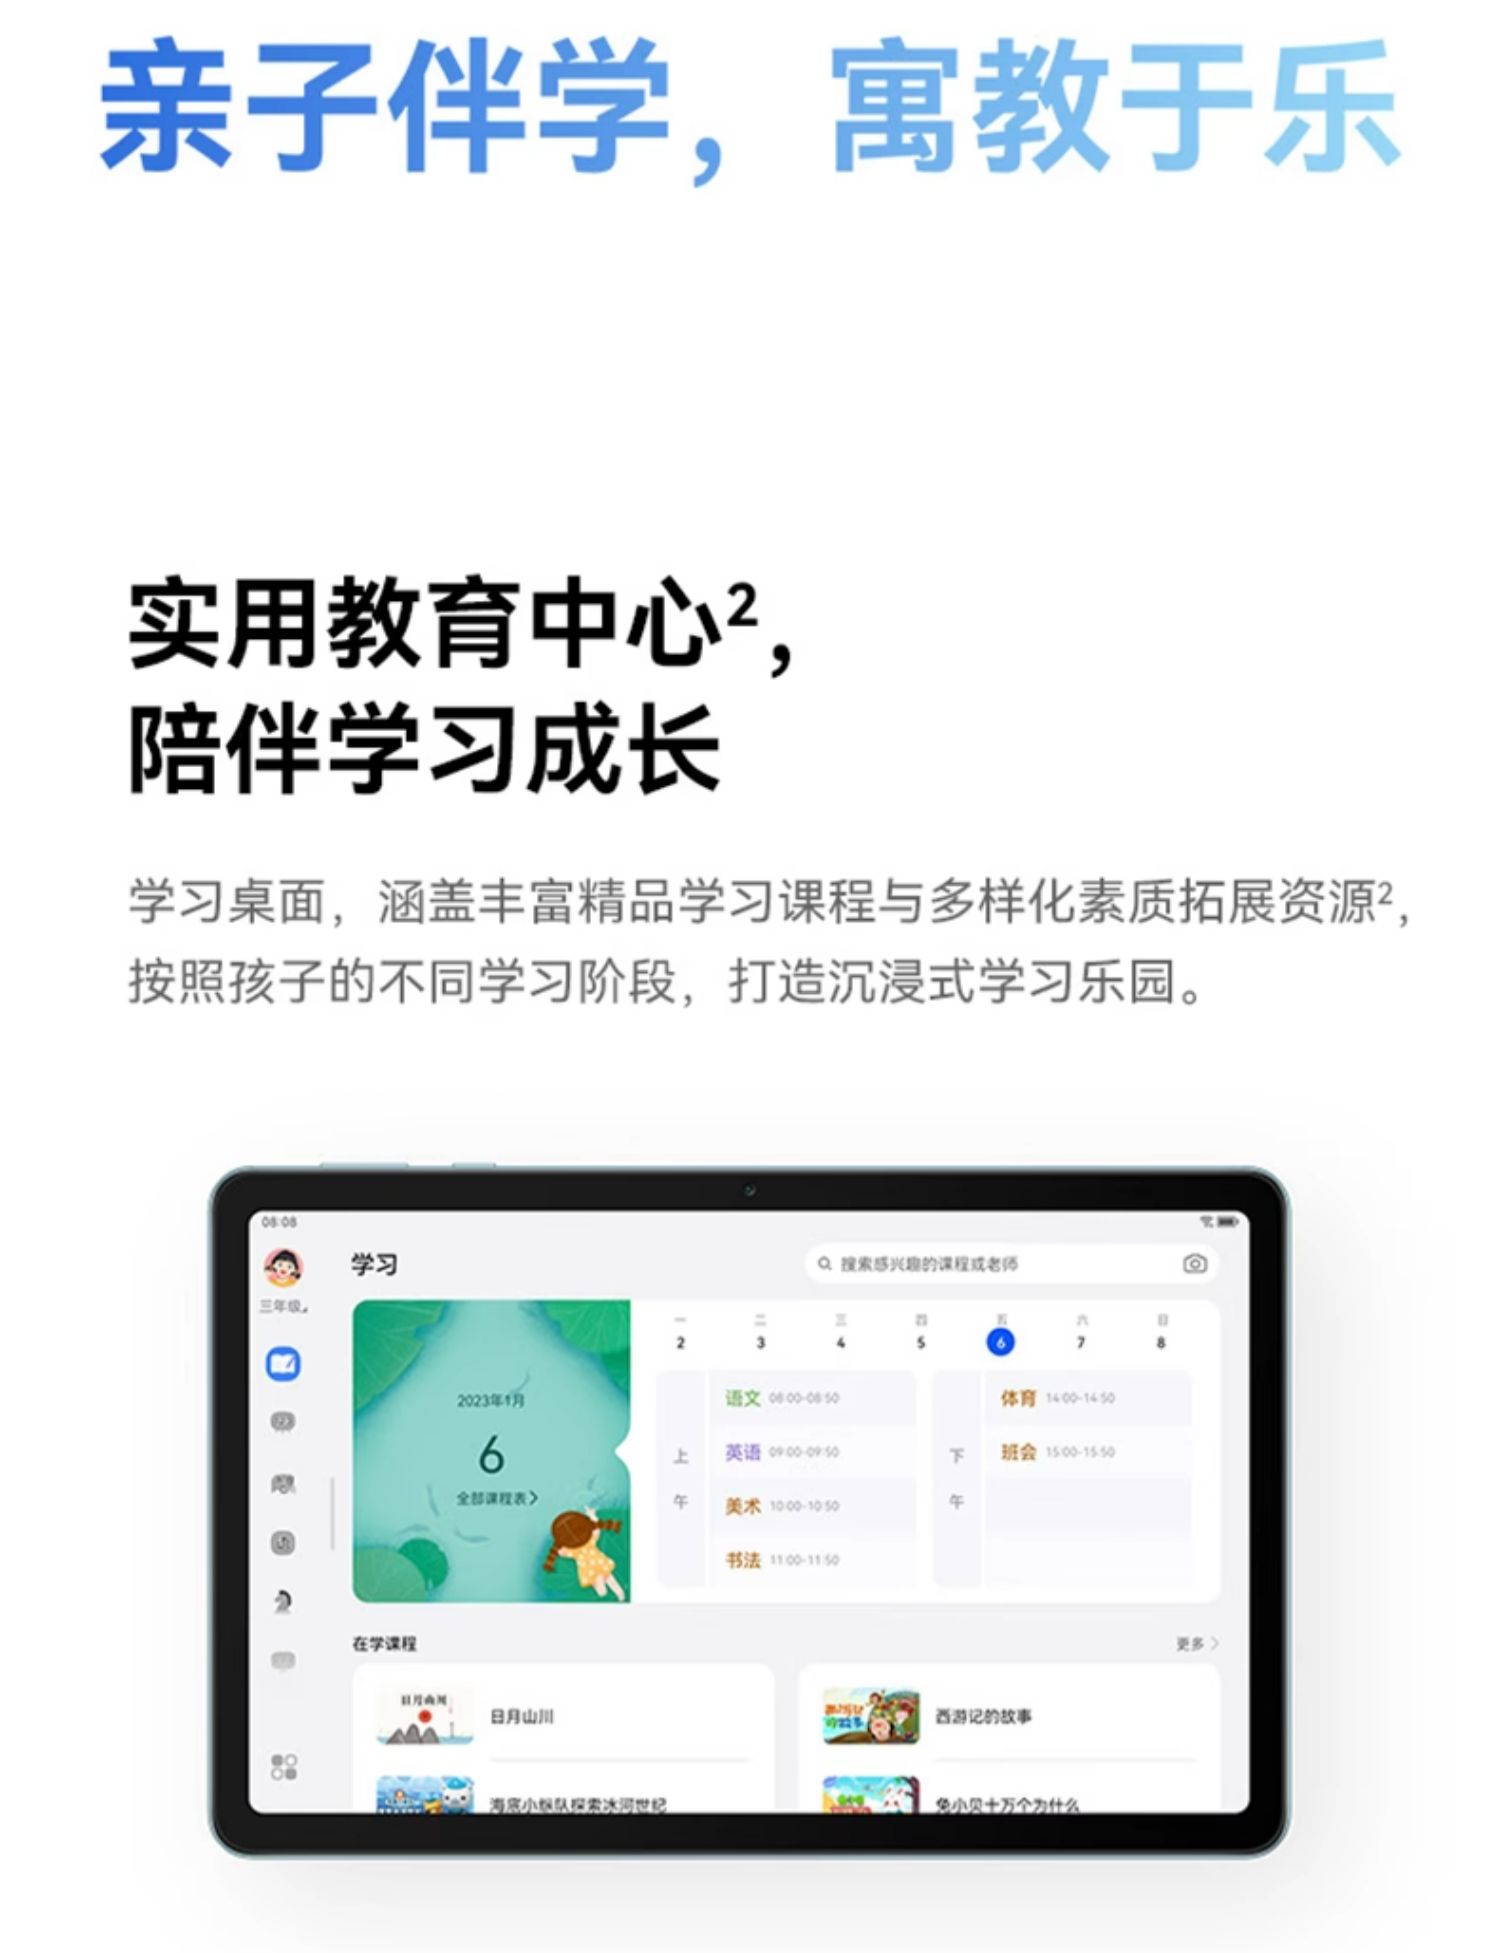 亲子伴学，寓教于乐
实用教育中心²，
陪伴学习成长
学习桌面，涵盖丰富精品学习课程与多样化素质拓展资源²，
按照孩子的不同学习阶段，打造沉浸式学习乐园。
08:08
学习
搜索感兴趣的课程或老师
三年级
一 二 三 四 五 六 日
2 3 4 5 6 7 8
2023年1月
6
全部课程表
上午
语文 08:00-08:50
英语 09:00-09:50
美术 10:00-10:50
书法 11:00-11:50
下午
体育 14:00-14:50
班会 15:00-15:50
在学课程
更多
日月山川
日月山川
西游记的故事
海底小纵队探索冰河世纪
兔小贝十万个为什么